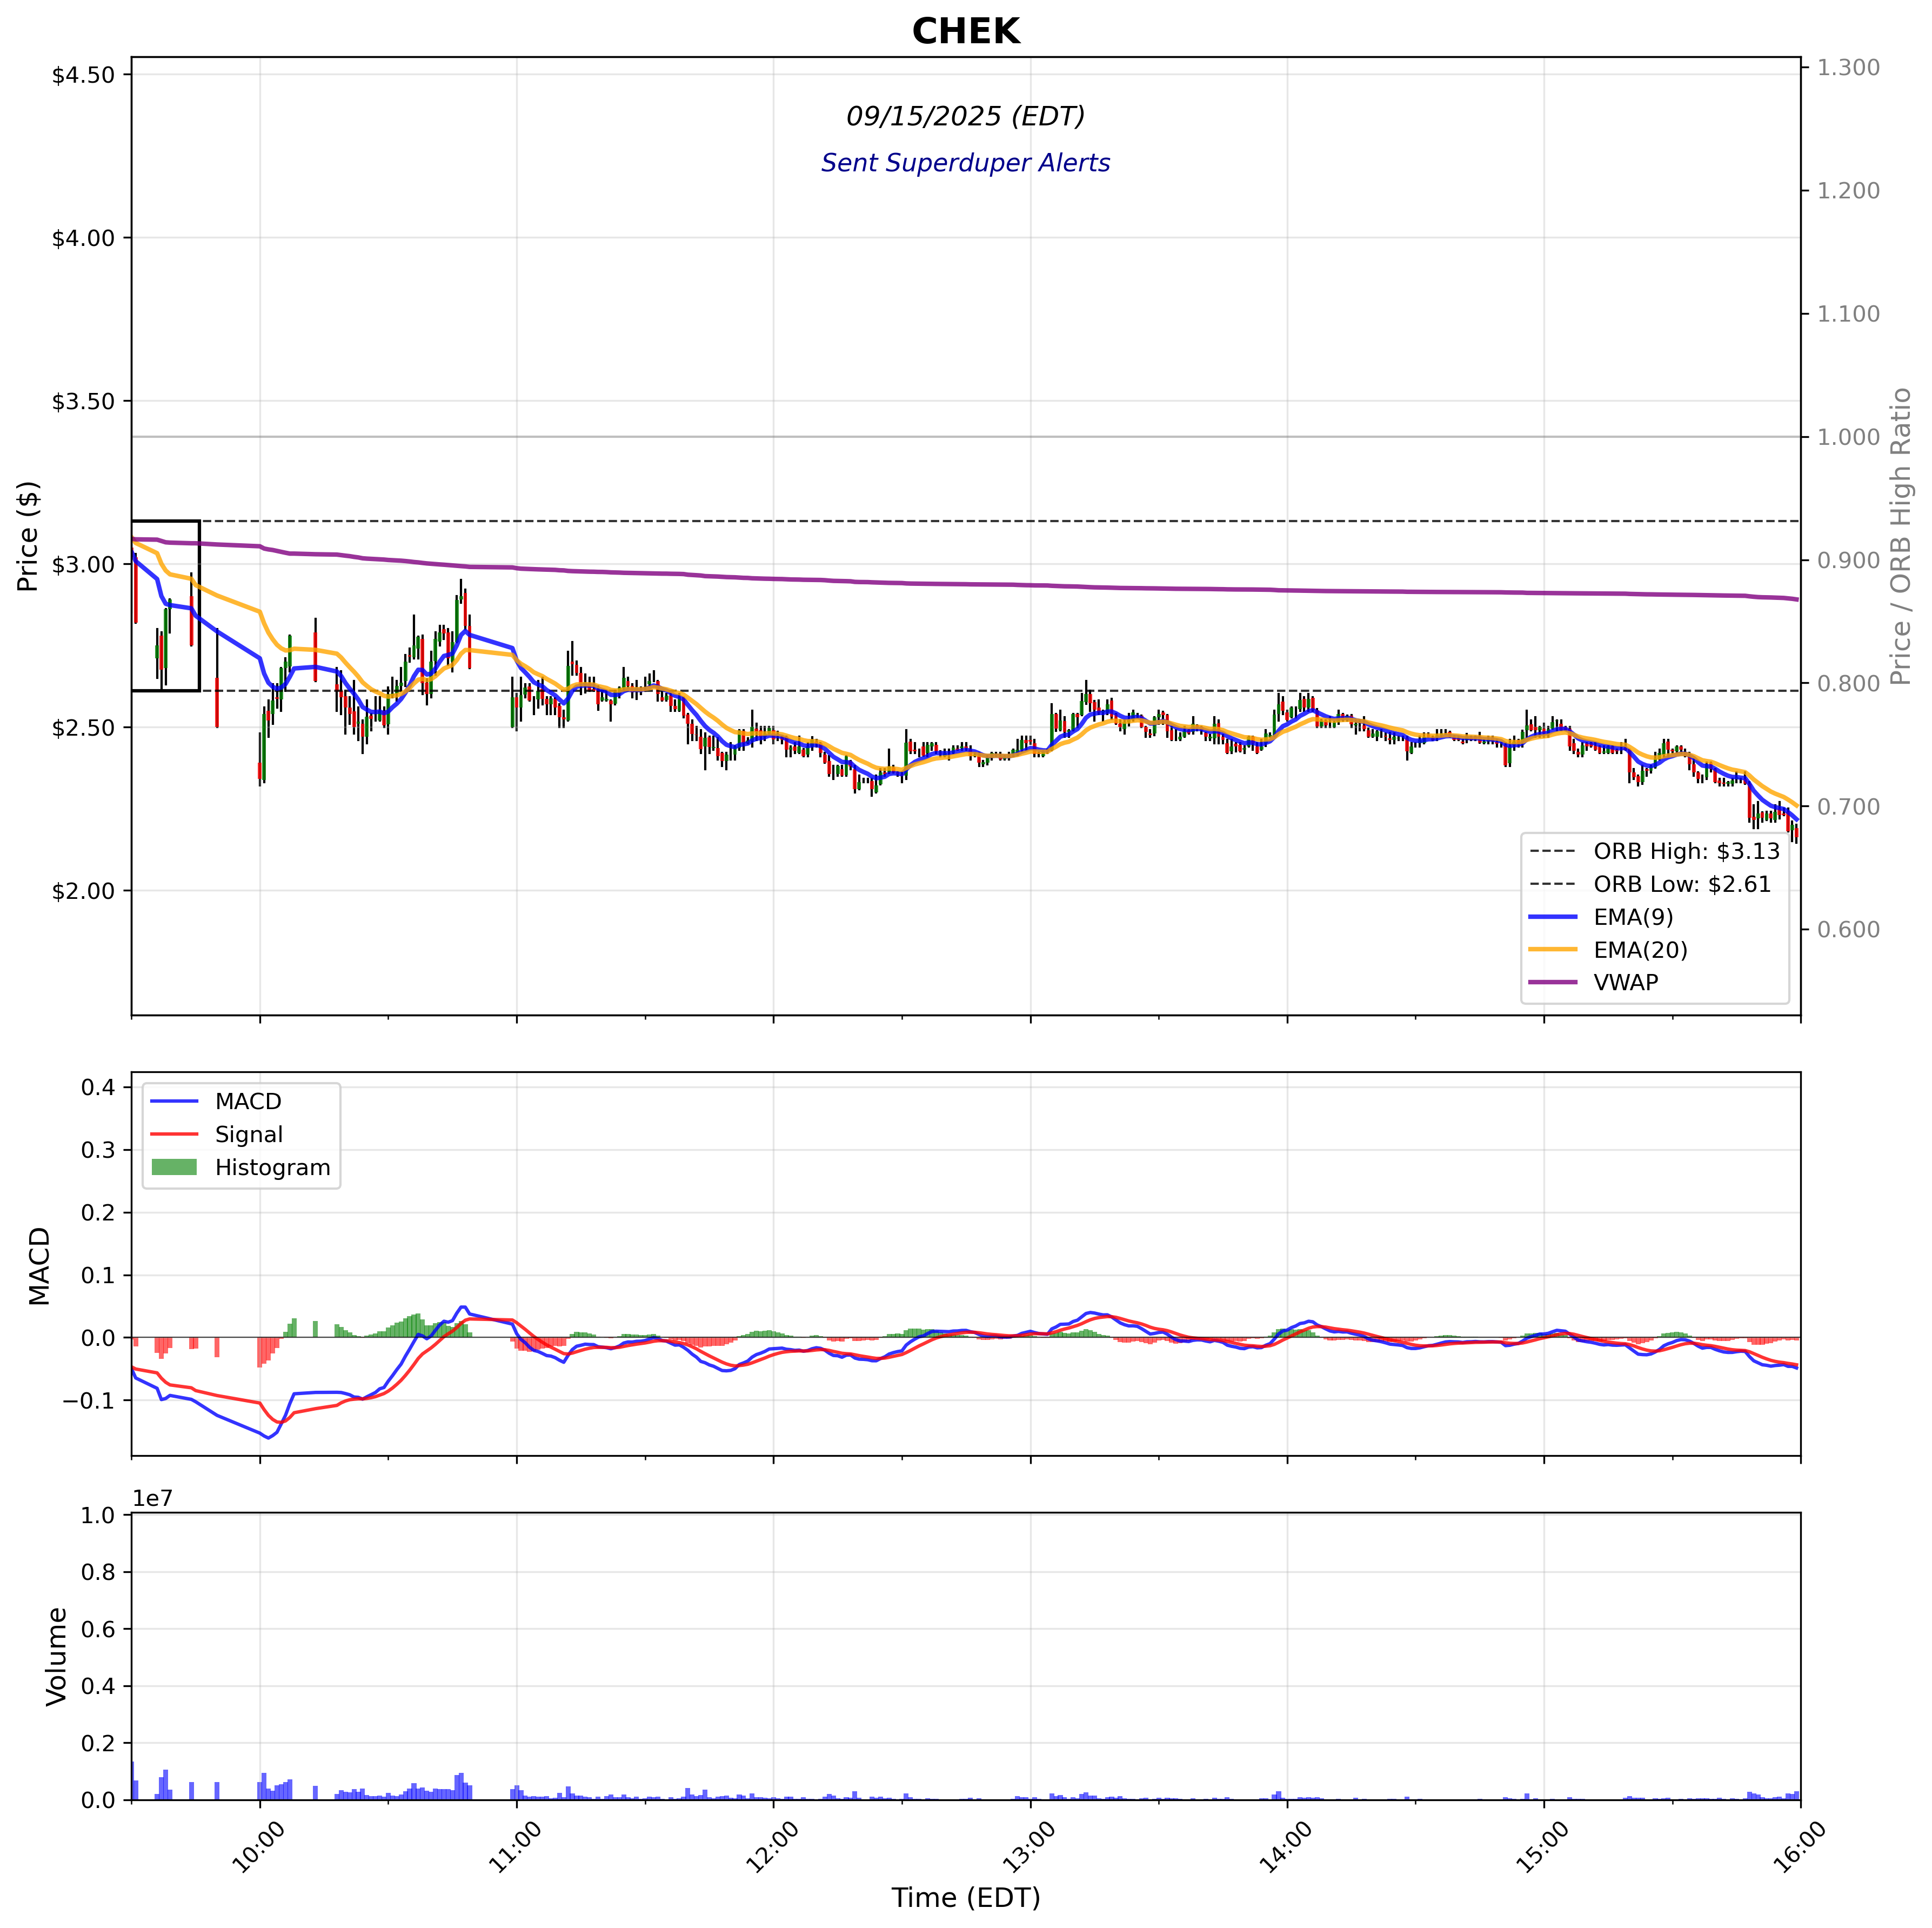 CHEK
09/15/2025 (EDT)
Sent Superduper Alerts
Price ($)
$4.50
$4.00
$3.50
$3.00
$2.50
$2.00
1.300
1.200
1.100
1.000
0.900
0.800
0.700
0.600
Price / ORB High Ratio
ORB High: $3.13
ORB Low: $2.61
EMA(9)
EMA(20)
VWAP
MACD
0.4
0.3
0.2
0.1
0.0
−0.1
MACD
Signal
Histogram
1e7
Volume
1.0
0.8
0.6
0.4
0.2
0.0
10:00
11:00
12:00
13:00
14:00
15:00
16:00
Time (EDT)